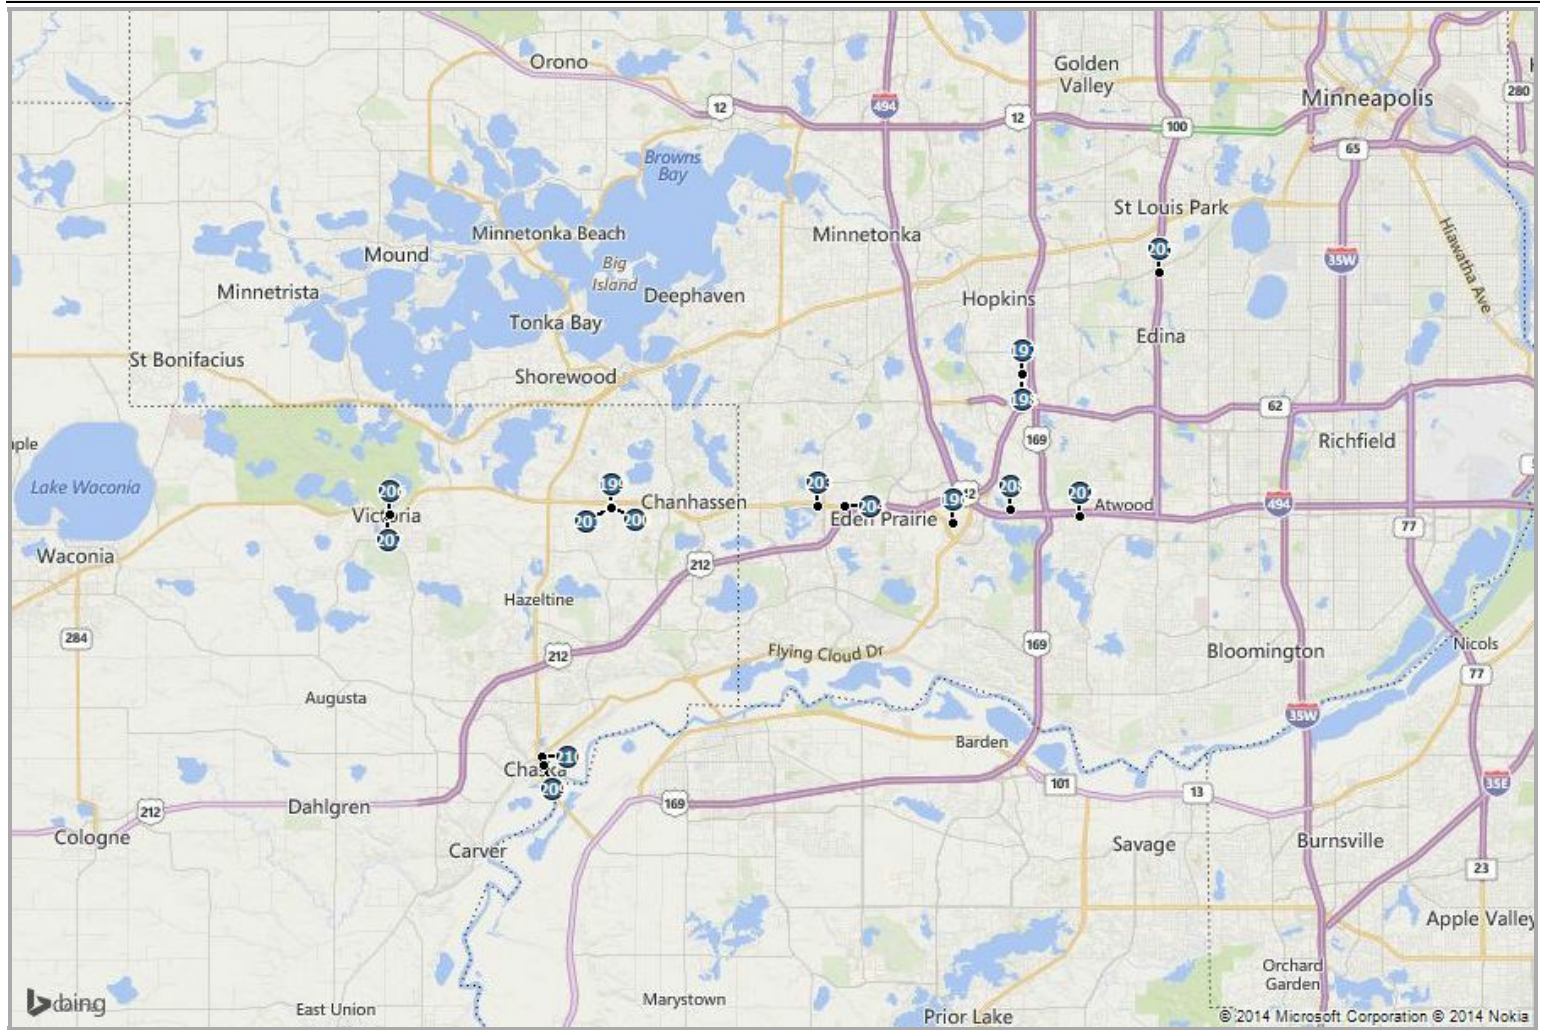 Orono
Golden
Valley
12
494
12
Minneapolis
280
100
65
Browns
Bay
St Louis Park
Minnetonka Beach
Minnetonka
Hiawatha Ave
Mound
Big
Island
35W
Minnetrista
Deephaven
Hopkins
Tonka Bay
Edina
St Bonifacius
Shorewood
198
62
169
Richfield
Lake Waconia
Chanhassen
Victoria
Eden Prairie
Atwood
494
77
Waconia
212
Hazeltine
284
212
Flying Cloud Dr
169
Bloomington
Nicols
77
Augusta
35W
Barden
Chaska
101
13
35E
212
Dahlgren
169
Cologne
Carver
Savage
Burnsville
23
Apple Valley
Orchard
Garden
bing
East Union
Marystown
Prior Lake
© 2014 Microsoft Corporation © 2014 Nokia